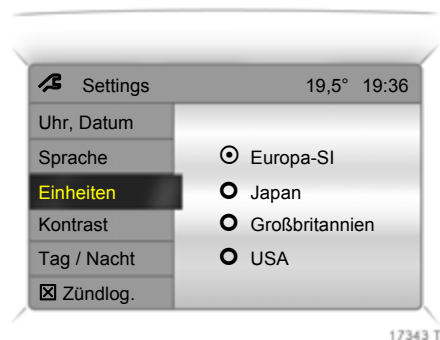 Settings 19,5° 19:36
Uhr, Datum
Sprache
Einheiten
Kontrast
Tag / Nacht
Zündlog.
Europa-SI
Japan
Großbritannien
USA
17343 T